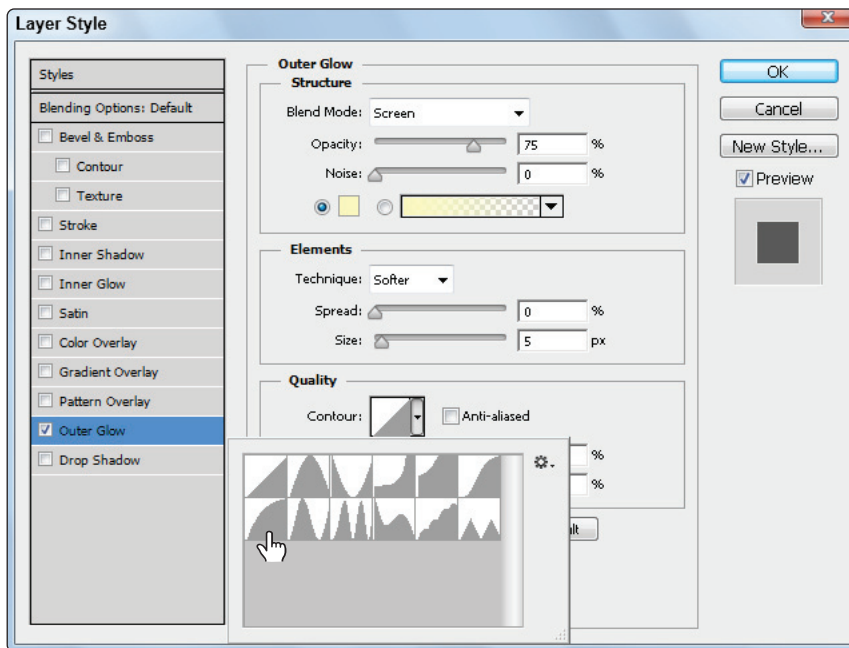 Layer Style
X
Styles
Blending Options: Default
Bevel & Emboss
Contour
Texture
Stroke
Inner Shadow
Inner Glow
Satin
Color Overlay
Gradient Overlay
Pattern Overlay
Outer Glow
Drop Shadow
Outer Glow
Structure
Blend Mode: Screen
Opacity: 75 %
Noise: 0 %
Elements
Technique: Softer
Spread: 0 %
Size: 5 px
Quality
Contour: Anti-aliased
%
%
OK
Cancel
New Style...
Preview